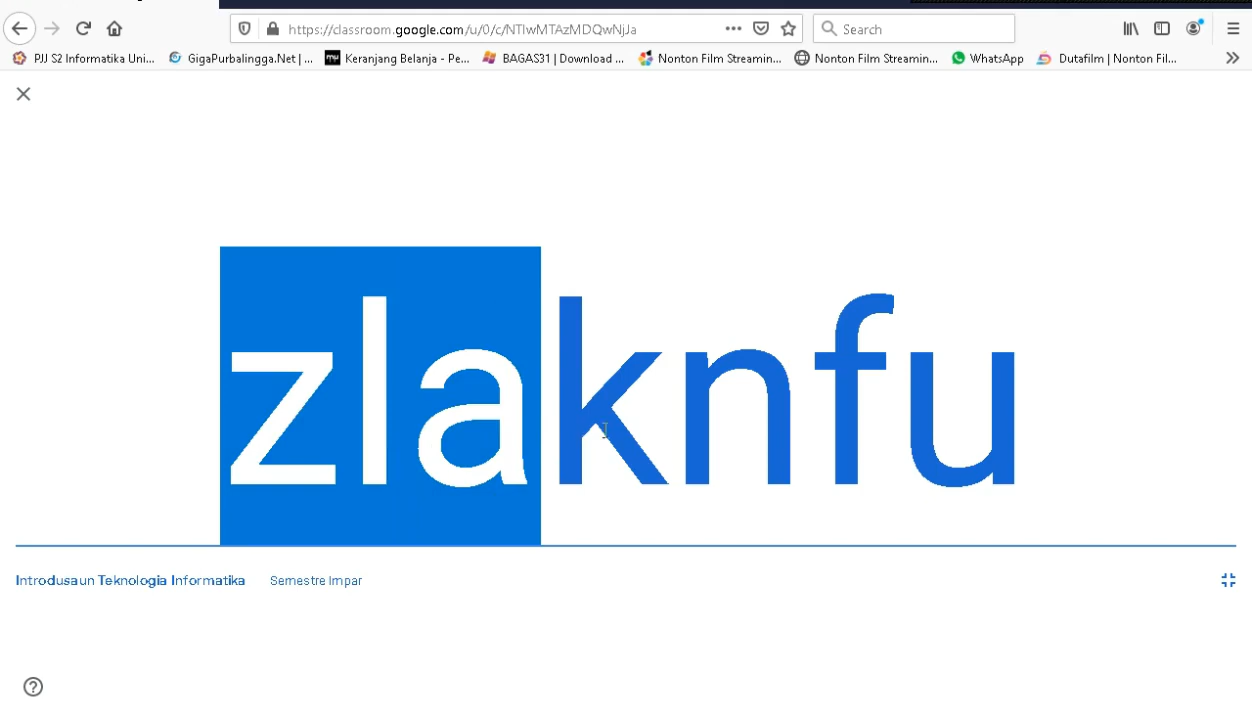 https://classroom.google.com/u/0/c/NTIwMTAzMDQwNjJa
Search
PJJ S2 Informatika Uni...
GigaPurbalingga.Net | ...
Keranjang Belanja - Pe...
BAGAS31 | Download ...
Nonton Film Streamin...
Nonton Film Streamin...
WhatsApp
Dutafilm | Nonton Fil...
zlaknfu
Introdusaun Teknologia Informatika
Semestre Impar